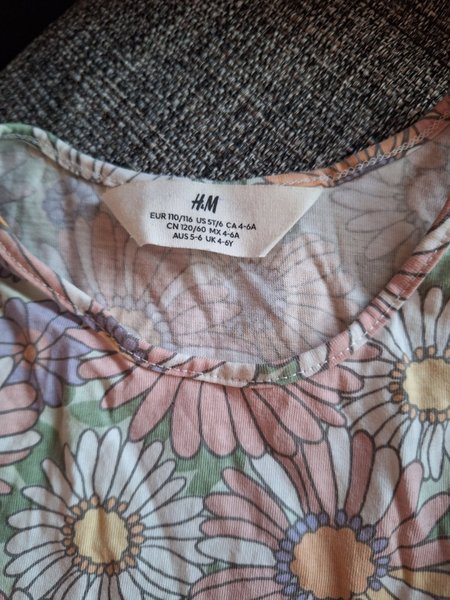 H&M
EUR 110/116 US 5T/6 CA 4-6A
CN 120/60 MX 4-6A
AUS 5-6 UK 4-6Y